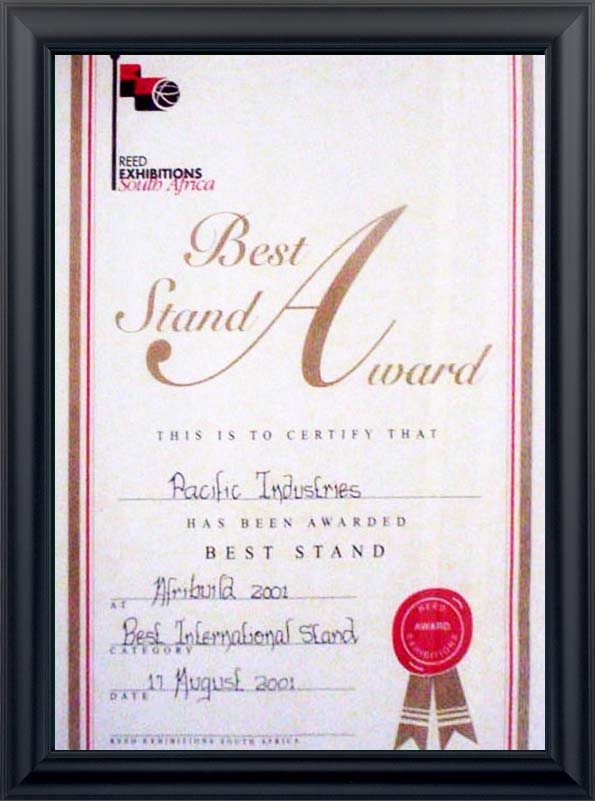 REED
EXHIBITIONS
South Africa
Best
Stand
Award
THIS IS TO CERTIFY THAT
Pacific Industries
HAS BEEN AWARDED
BEST STAND
AT Afribuild 2001
Best International Stand
CATEGORY
17 August 2001
DATE
REED EXHIBITIONS SOUTH AFRICA
REED
AWARD
EXHIBITIONS